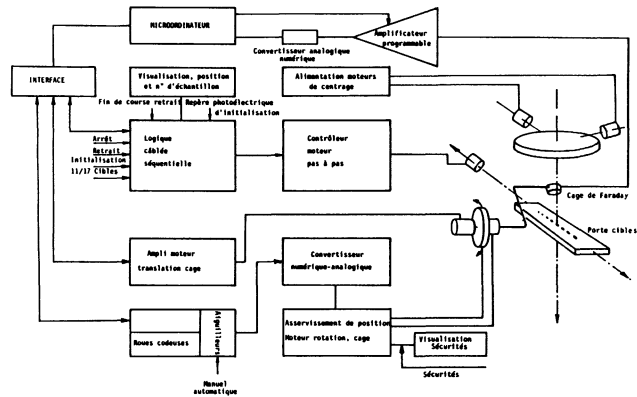 MICROORDINATEUR
Amplificateur
programmable
Convertisseur analogique
numérique
INTERFACE
Visualisation, position
et n° d'échantillon
Alimentation moteurs
de centrage
Fin de course retrait Repère photoélectrique
d'initialisation
Arrêt
Retrait
Initialisation
11/17 Cibles
Logique
câblée
séquentielle
Contrôleur
moteur
pas à pas
Cage de Faraday
Porte cibles
Ampli moteur
translation cage
Convertisseur
numérique-analogique
Roues codeuses
Aiguilleurs
Asservissement de position
Moteur rotation, cage
Visualisation
Sécurités
Sécurités
Manuel
automatique